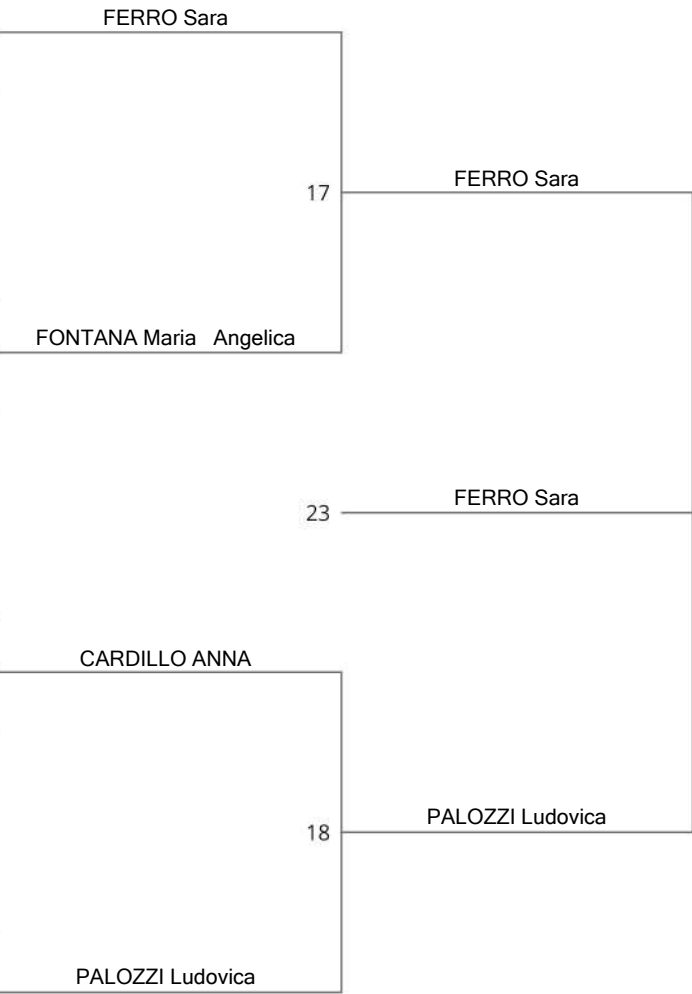 FERRO Sara
FERRO Sara
17
FONTANA Maria   Angelica
FERRO Sara
23
CARDILLO ANNA
PALOZZI Ludovica
18
PALOZZI Ludovica